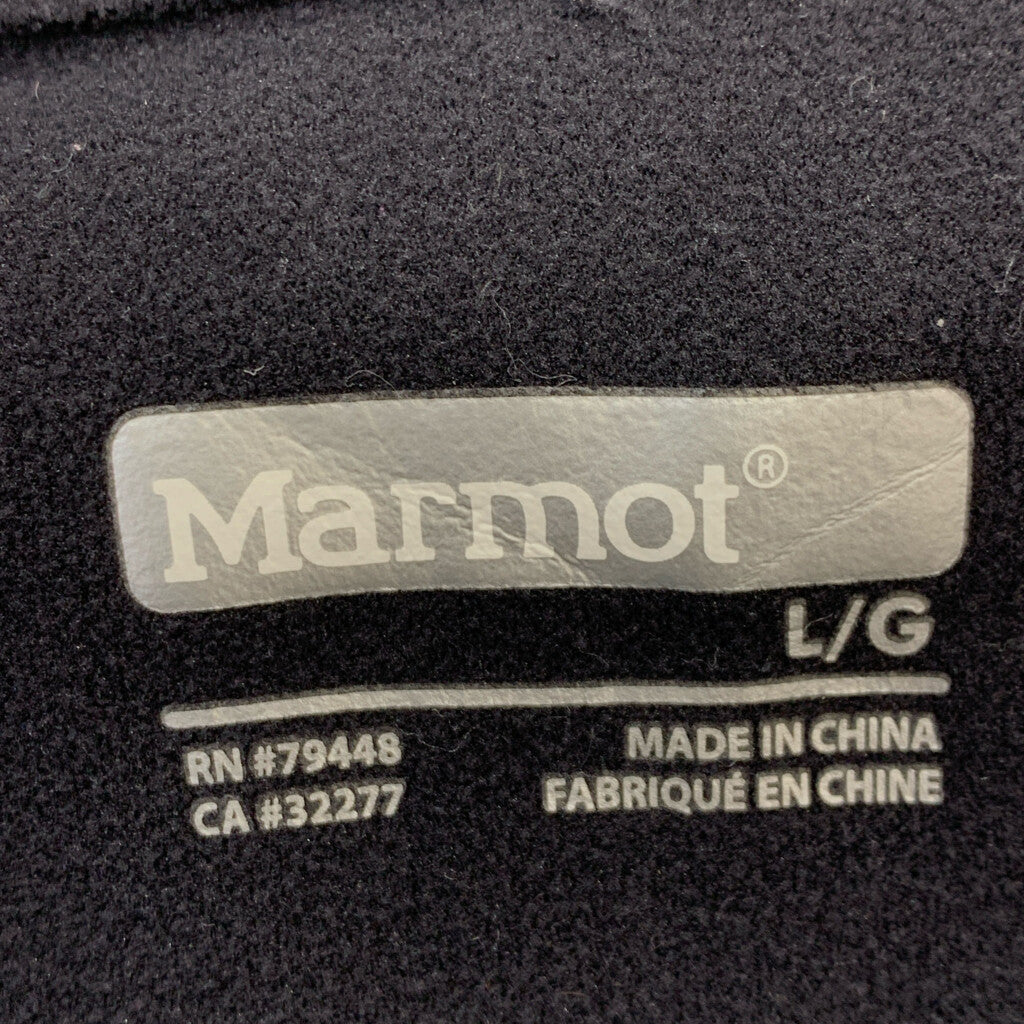 Marmot®
L/G
RN #79448
CA #32277
MADE IN CHINA
FABRIQUÉ EN CHINE